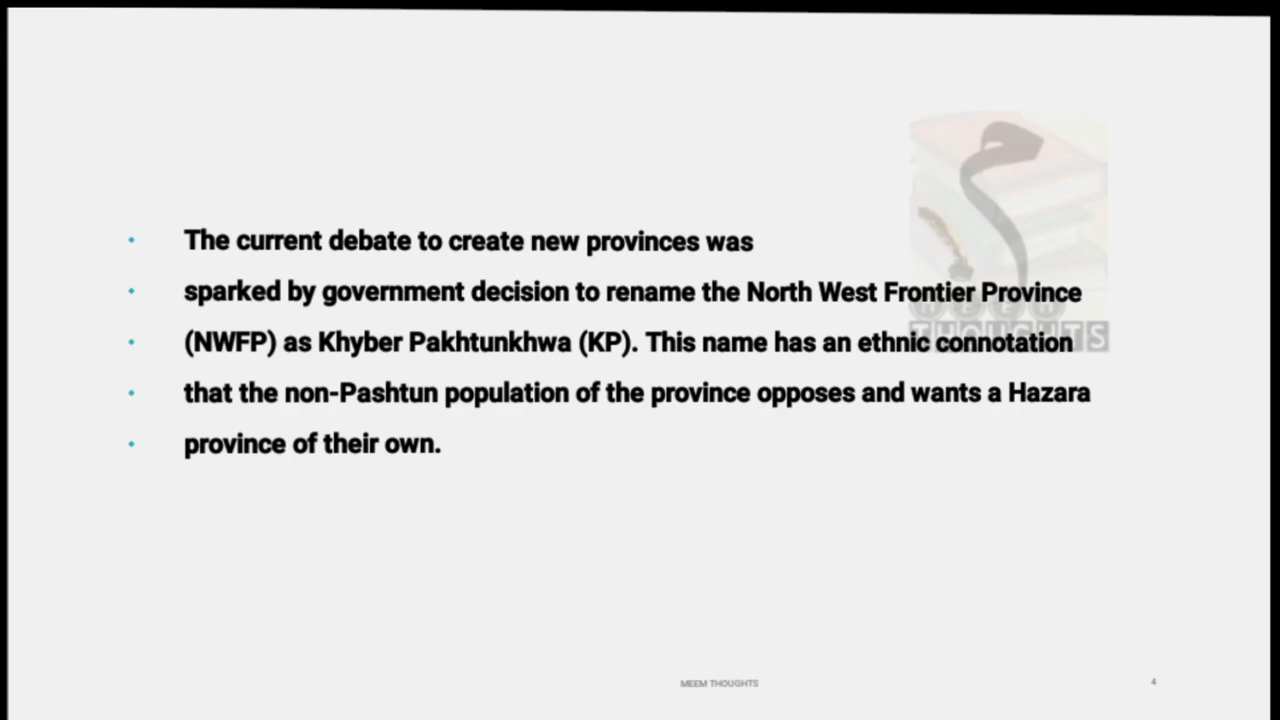 The current debate to create new provinces was
sparked by government decision to rename the North West Frontier Province
(NWFP) as Khyber Pakhtunkhwa (KP). This name has an ethnic connotation
that the non-Pashtun population of the province opposes and wants a Hazara
province of their own.
MEEM
THOUGHTS
MEEM THOUGHTS
4